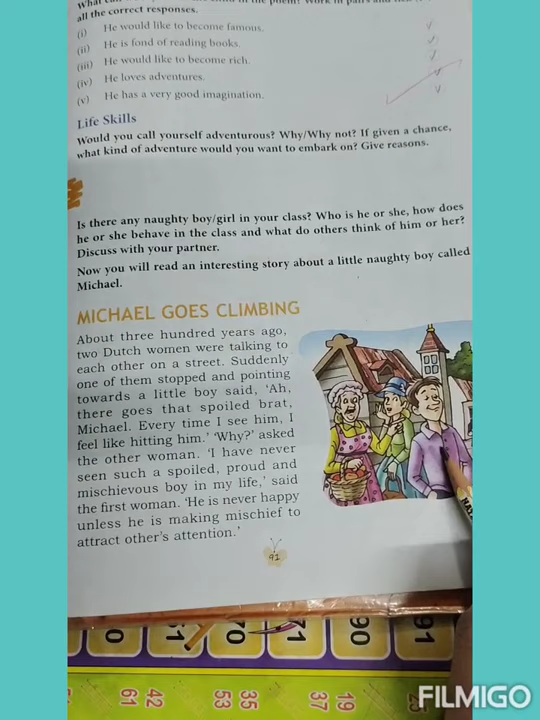 all the correct responses.
(i) He would like to become famous.
(ii) He is fond of reading books.
(iii) He would like to become rich.
(iv) He loves adventures.
(v) He has a very good imagination.
Life Skills
Would you call yourself adventurous? Why/Why not? If given a chance,
what kind of adventure would you want to embark on? Give reasons.
Is there any naughty boy/girl in your class? Who is he or she, how does
he or she behave in the class and what do others think of him or her?
Discuss with your partner.
Now you will read an interesting story about a little naughty boy called
Michael.
MICHAEL GOES CLIMBING
About three hundred years ago,
two Dutch women were talking to
each other on a street. Suddenly
one of them stopped and pointing
towards a little boy said, ‘Ah,
there goes that spoiled brat,
Michael. Every time I see him, I
feel like hitting him.’ ‘Why?’ asked
the other woman. ‘I have never
seen such a spoiled, proud and
mischievous boy in my life,’ said
the first woman. ‘He is never happy
unless he is making mischief to
attract other's attention.’
41
61 70 71 90 91
61 42 53 35 37 19
FILMIGO